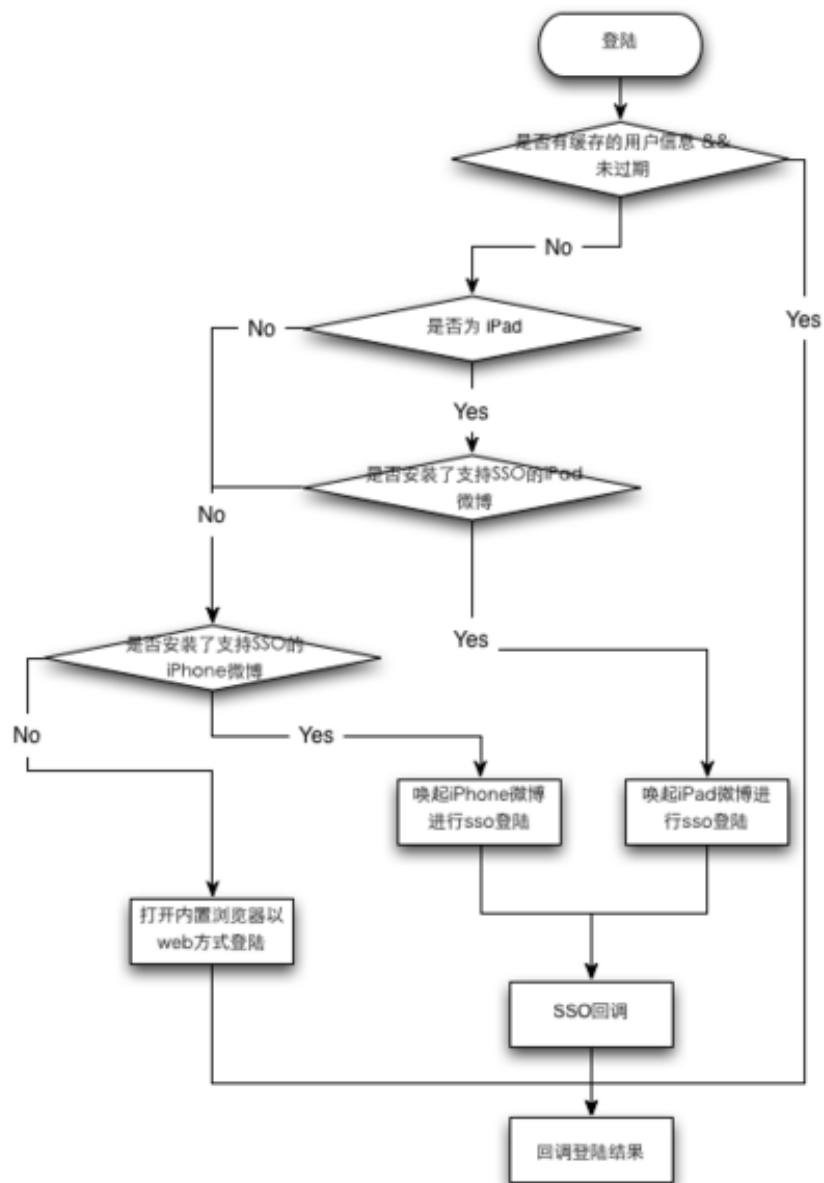 登陆
是否有缓存的用户信息 &&
未过期
No
Yes
是否为 iPad
No
Yes
是否安装了支持SSO的iPad
微博
No
Yes
是否安装了支持SSO的
iPhone微博
No
Yes
唤起iPhone微博
进行sso登陆
唤起iPad微博进
行sso登陆
打开内置浏览器以
web方式登陆
SSO回调
回调登陆结果